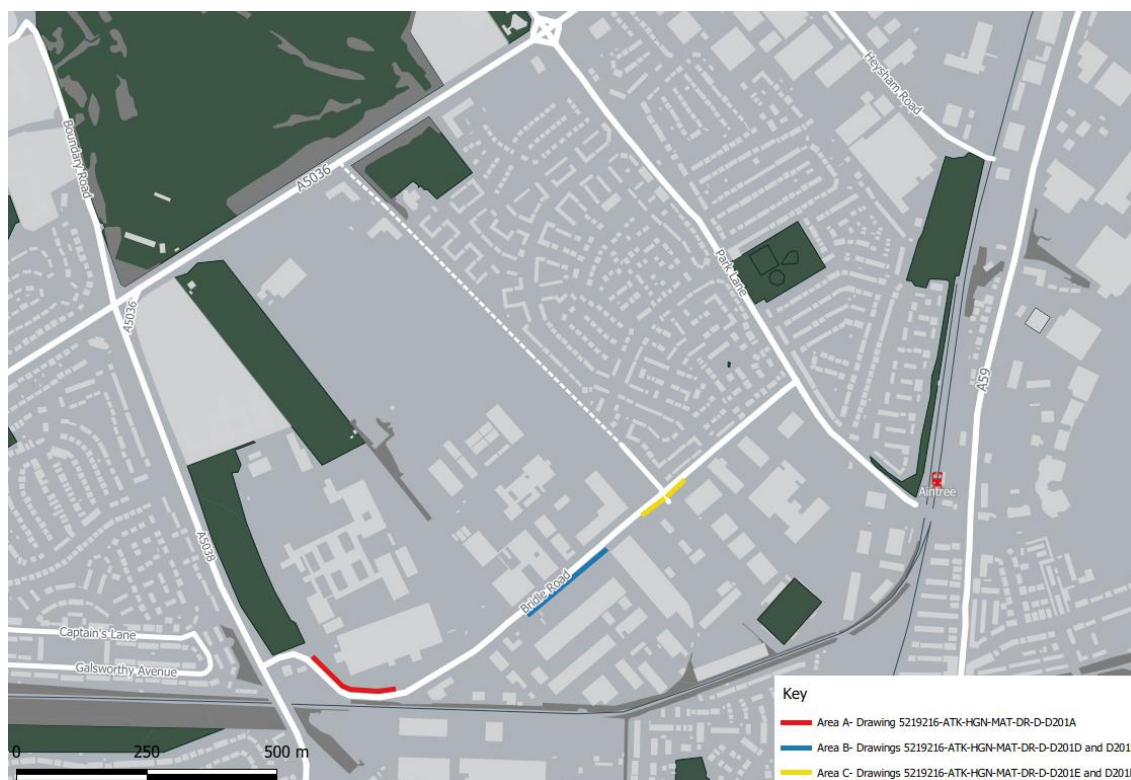 Heysham Road
Boundary Road
A5036
A5036
Park Lane
A59
Aintree
A5038
Bridle Road
Captain's Lane
Galsworthy Avenue
0 250 500 m
Key
Area A- Drawing 5219216-ATK-HGN-MAT-DR-D-D201A
Area B- Drawings 5219216-ATK-HGN-MAT-DR-D-D201D and D201
Area C- Drawings 5219216-ATK-HGN-MAT-DR-D-D201E and D201